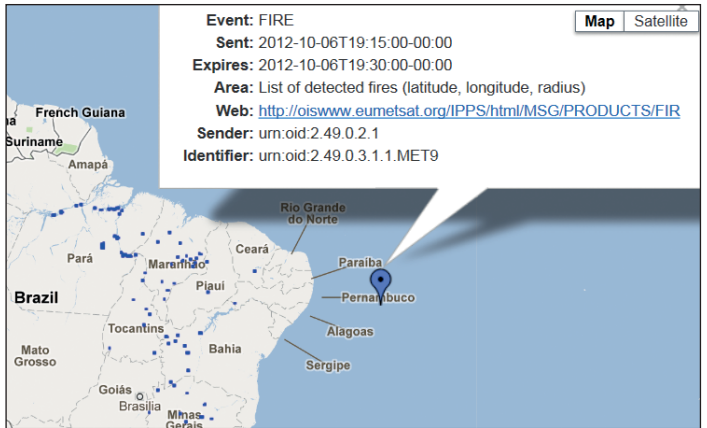 Event: FIRE
Sent: 2012-10-06T19:15:00-00:00
Expires: 2012-10-06T19:30:00-00:00
Area: List of detected fires (latitude, longitude, radius)
Web: http://oiswww.eumetsat.org/IPPS/html/MSG/PRODUCTS/FIR
Sender: urn:oid:2.49.0.2.1
Identifier: urn:oid:2.49.0.3.1.1.MET9
Map
Satellite
French Guiana
Suriname
Amapá
Rio Grande
do Norte
Ceará
Paraíba
Pará
Maranhão
Piauí
Pernambuco
Brazil
Tocantins
Alagoas
Mato
Grosso
Bahia
Sergipe
Goiás
Brasilia
Minas
Gerais